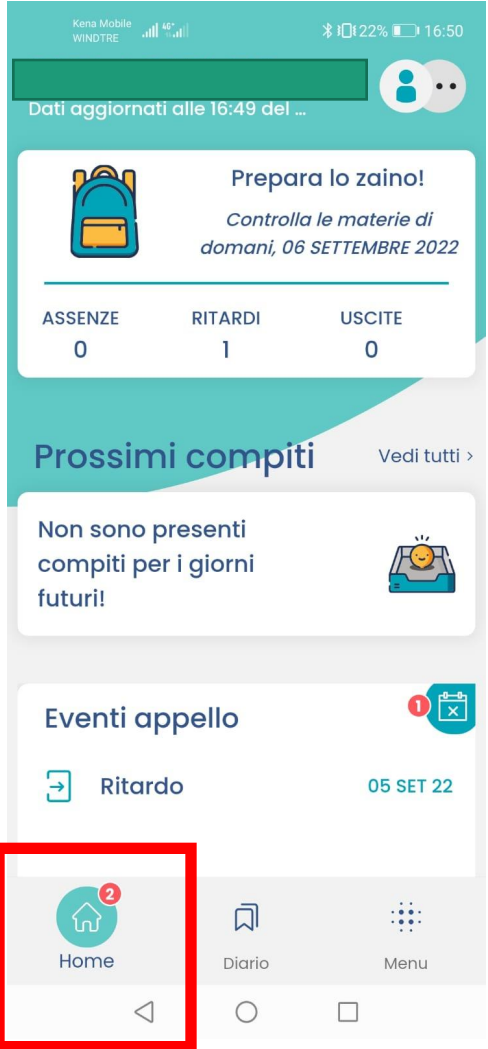 Kena Mobile
WINDTRE
4G+
22%
16:50
Dati aggiornati alle 16:49 del ...
Prepara lo zaino!
Controlla le materie di
domani, 06 SETTEMBRE 2022
ASSENZE RITARDI USCITE
0 1 0
Prossimi compiti
Vedi tutti >
Non sono presenti
compiti per i giorni
futuri!
Eventi appello
1
Ritardo
05 SET 22
2
Home
Diario
Menu